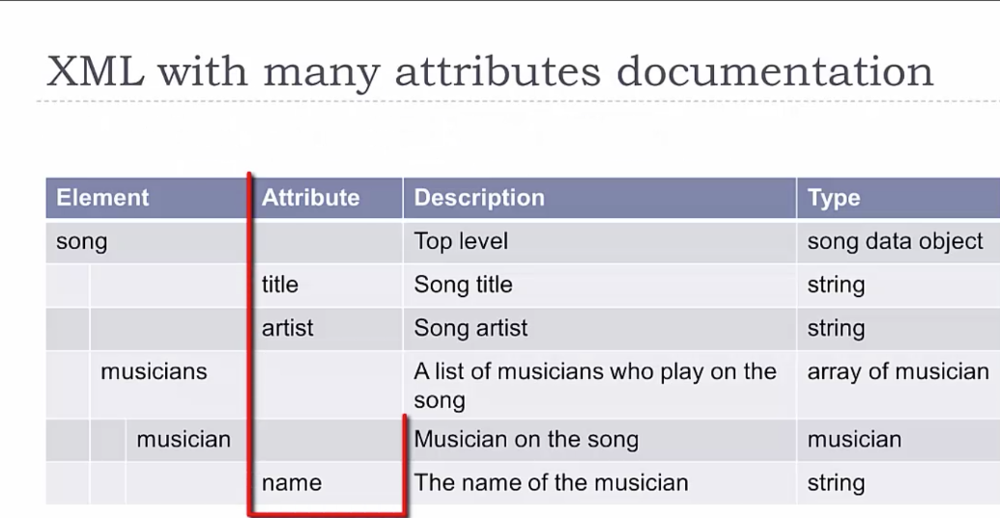 XML with many attributes documentation
Element Attribute Description Type
song Top level song data object
title Song title string
artist Song artist string
musicians A list of musicians who play on the song array of musician
musician Musician on the song musician
name The name of the musician string